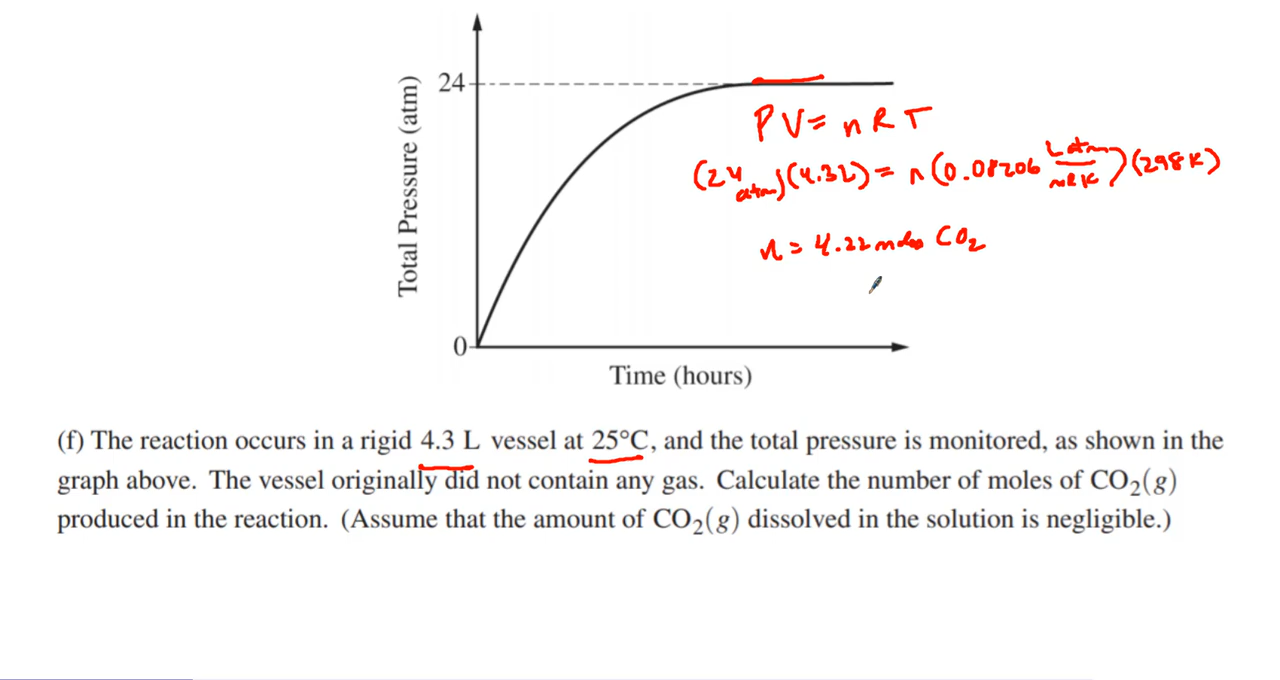 24
Total Pressure (atm)
PV = nRT
(24 atm)(4.3L) = n(0.08206 L atm / mol K)(298K)
n = 4.22 moles CO₂
0
Time (hours)
(f) The reaction occurs in a rigid 4.3 L vessel at 25°C, and the total pressure is monitored, as shown in the
graph above. The vessel originally did not contain any gas. Calculate the number of moles of CO₂(g)
produced in the reaction. (Assume that the amount of CO₂(g) dissolved in the solution is negligible.)